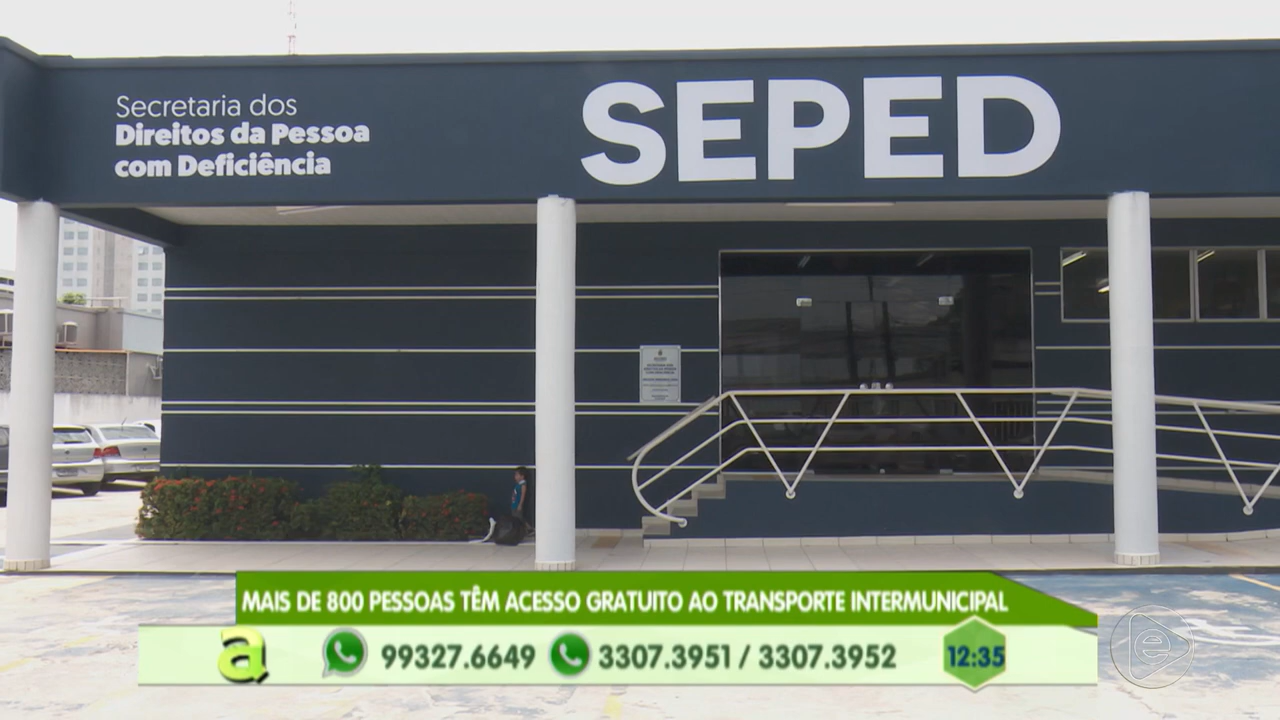 Secretaria dos
Direitos da Pessoa
com Deficiência
SEPED
MAIS DE 800 PESSOAS TÊM ACESSO GRATUITO AO TRANSPORTE INTERMUNICIPAL
a 99327.6649 3307.3951 / 3307.3952 12:35
e